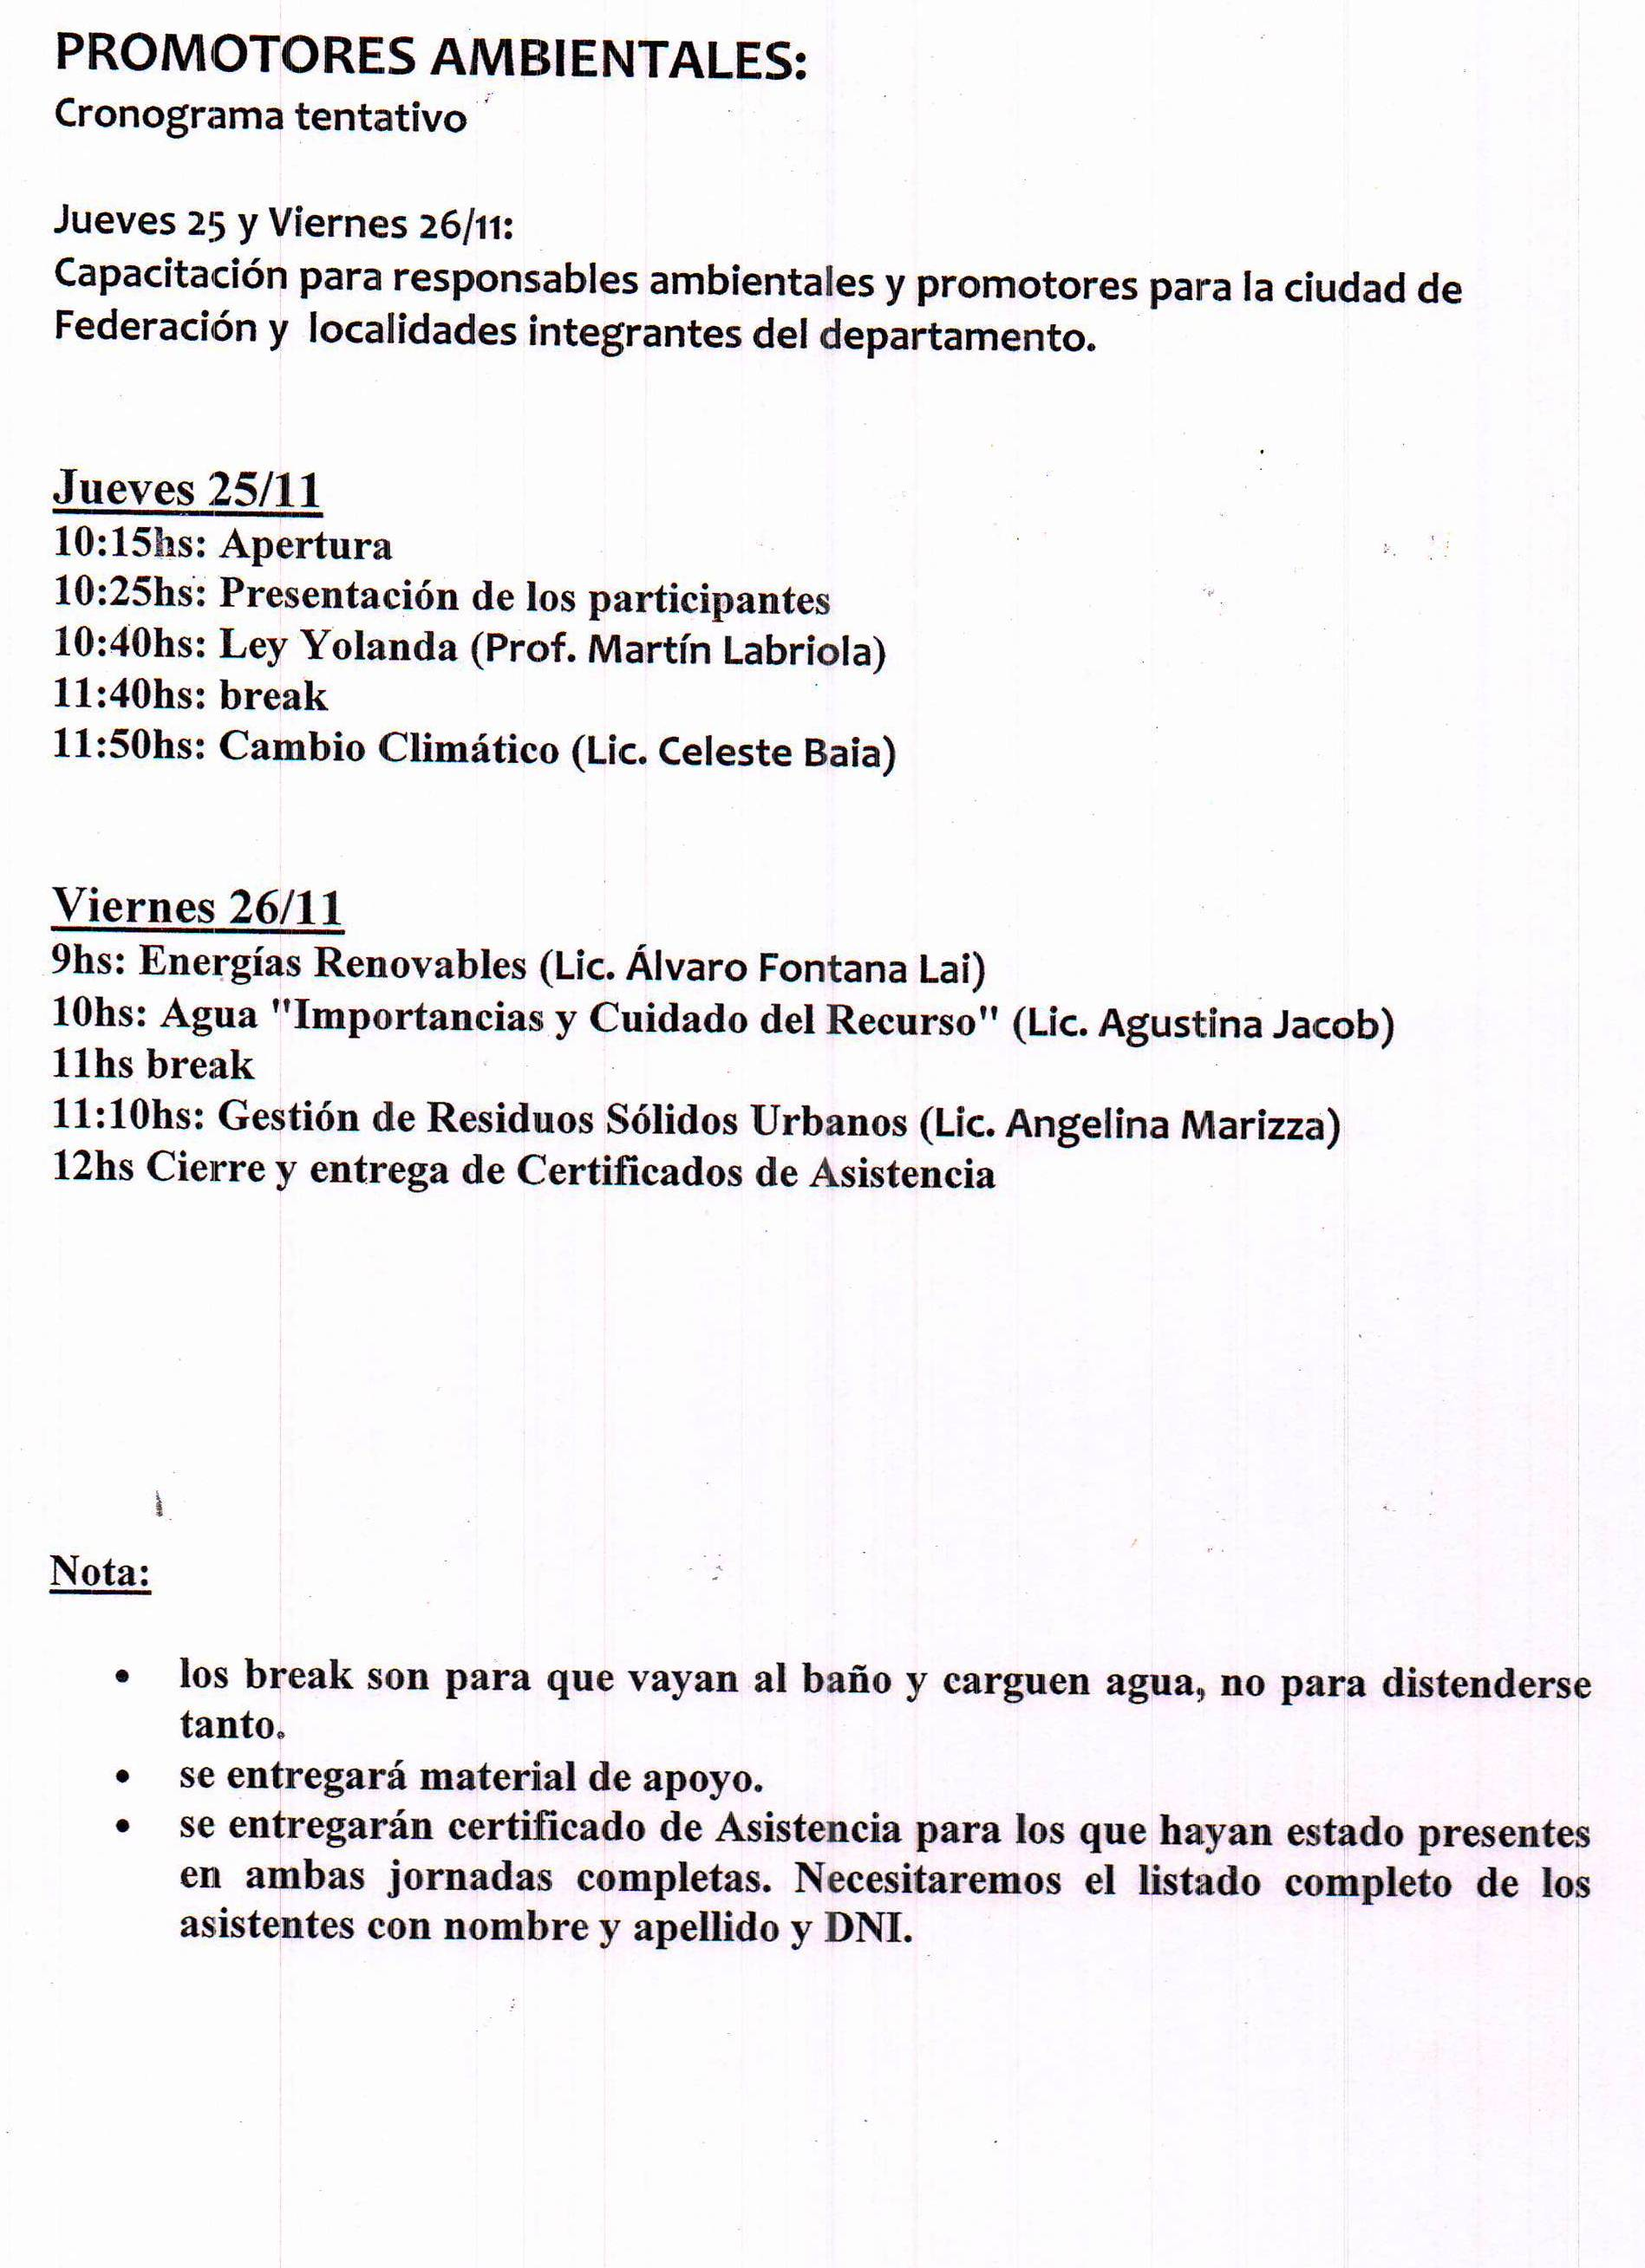 PROMOTORES AMBIENTALES:
Cronograma tentativo
Jueves 25 y Viernes 26/11:
Capacitación para responsables ambientales y promotores para la ciudad de
Federación y localidades integrantes del departamento.
Jueves 25/11
10:15hs: Apertura
10:25hs: Presentación de los participantes
10:40hs: Ley Yolanda (Prof. Martín Labriola)
11:40hs: break
11:50hs: Cambio Climático (Lic. Celeste Baia)
Viernes 26/11
9hs: Energías Renovables (Lic. Álvaro Fontana Lai)
10hs: Agua "Importancias y Cuidado del Recurso" (Lic. Agustina Jacob)
11hs break
11:10hs: Gestión de Residuos Sólidos Urbanos (Lic. Angelina Marizza)
12hs Cierre y entrega de Certificados de Asistencia
Nota:
• los break son para que vayan al baño y carguen agua, no para distenderse
tanto.
• se entregará material de apoyo.
• se entregarán certificado de Asistencia para los que hayan estado presentes
en ambas jornadas completas. Necesitaremos el listado completo de los
asistentes con nombre y apellido y DNI.